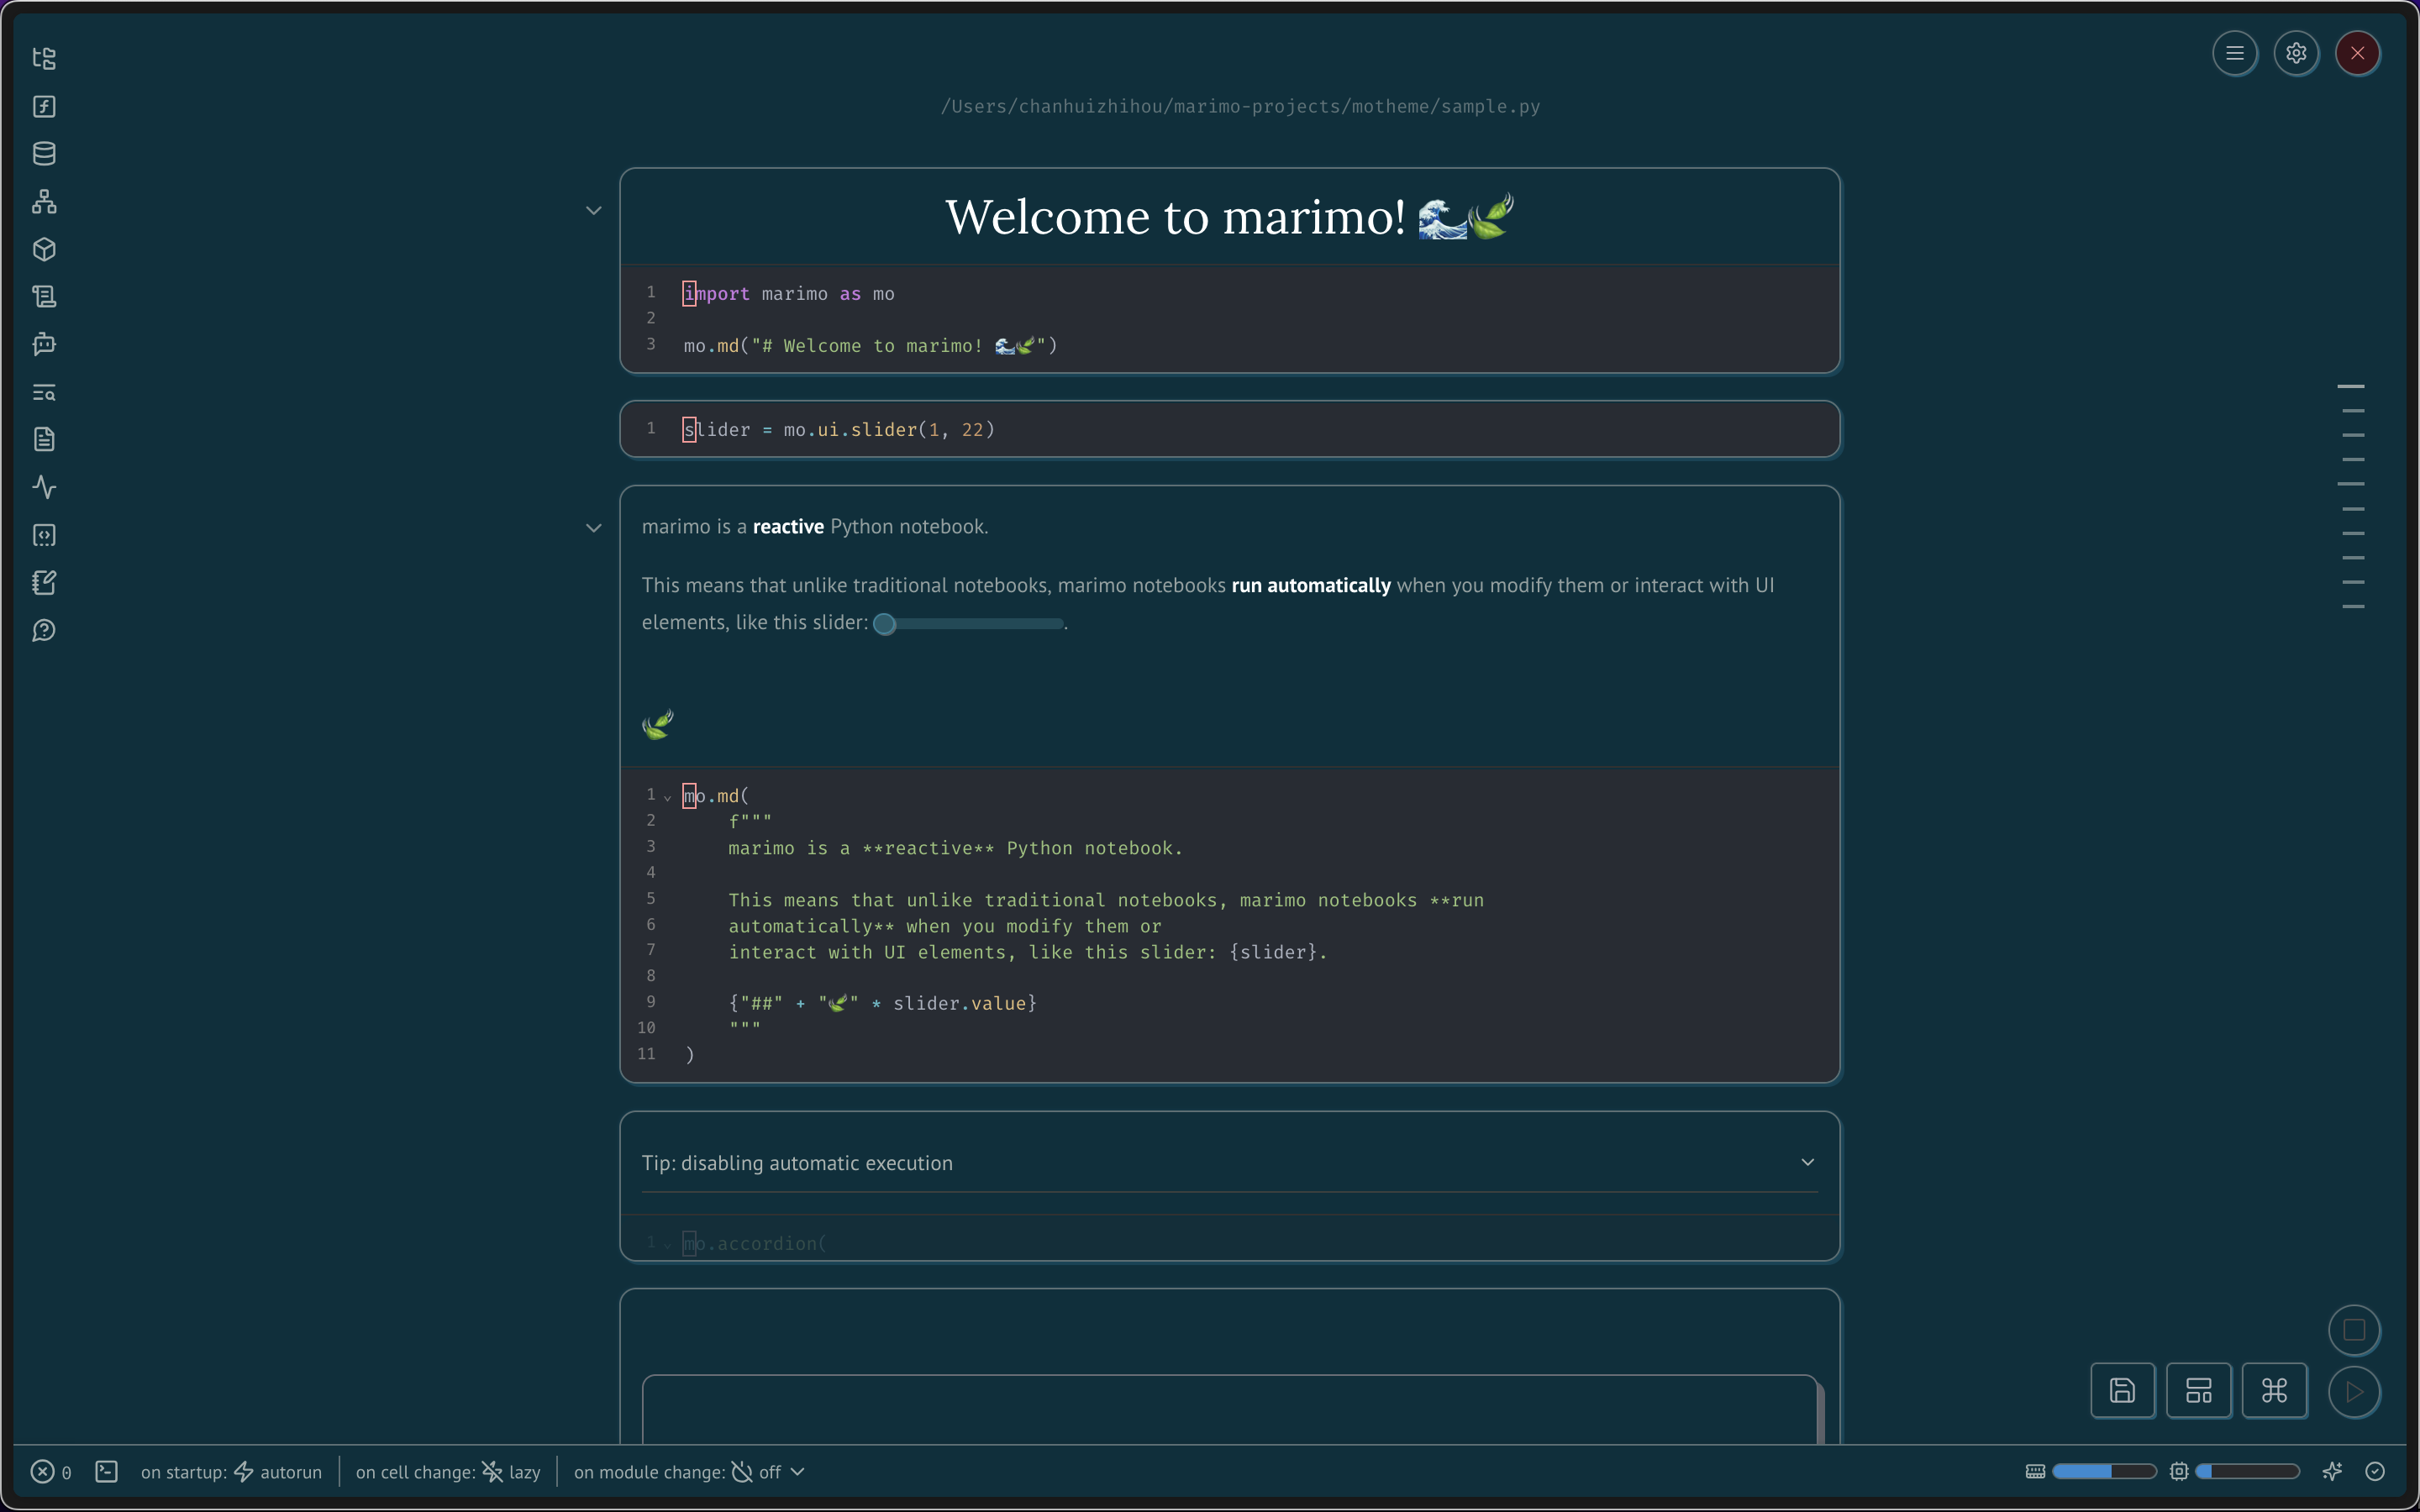 /Users/chanhuizhihou/marimo-projects/motheme/sample.py
Welcome to marimo! 🌊🍃
1 import marimo as mo
2
3 mo.md("# Welcome to marimo! 🌊🍃")
1 slider = mo.ui.slider(1, 22)
marimo is a reactive Python notebook.
This means that unlike traditional notebooks, marimo notebooks run automatically when you modify them or interact with UI
elements, like this slider: .
🍃
1 mo.md(
2 f"""
3 marimo is a **reactive** Python notebook.
4
5 This means that unlike traditional notebooks, marimo notebooks **run
6 automatically** when you modify them or
7 interact with UI elements, like this slider: {slider}.
8
9 {"##" + "🍃" * slider.value}
10 """
11 )
Tip: disabling automatic execution
1 mo.accordion(
0 on startup: autorun on cell change: lazy on module change: off